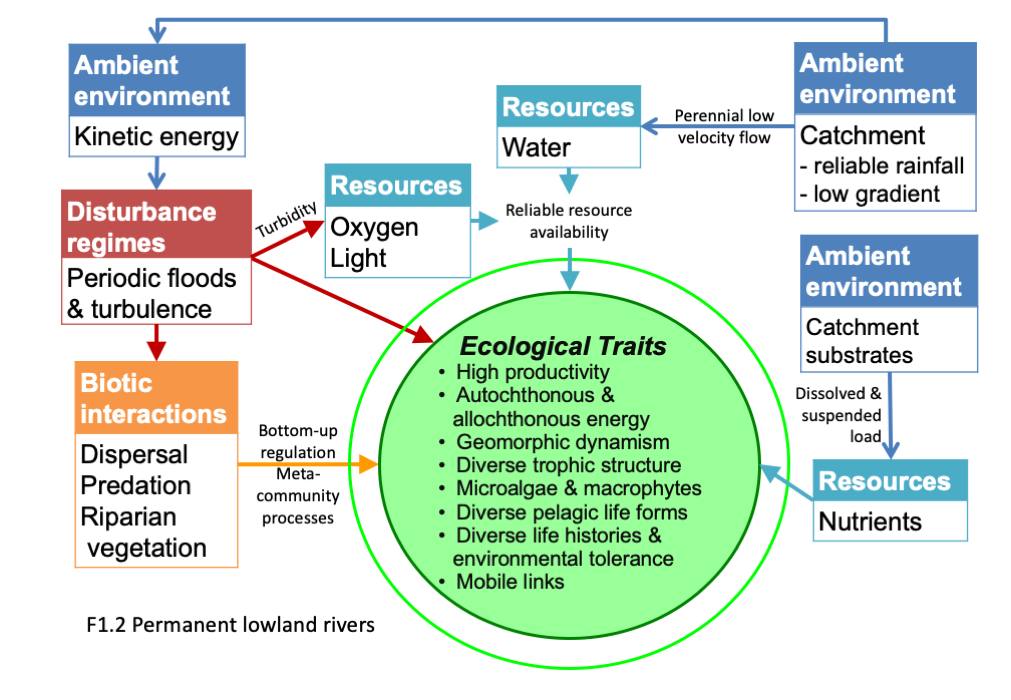 Ambient
environment
Kinetic energy
Ambient
environment
Catchment
- reliable rainfall
- low gradient
Resources
Water
Perennial low
velocity flow
Resources
Oxygen
Light
Turbidity
Disturbance
regimes
Periodic floods
& turbulence
Reliable resource
availability
Ambient
environment
Catchment
substrates
Dissolved &
suspended
load
Resources
Nutrients
Biotic
interactions
Dispersal
Predation
Riparian
vegetation
Bottom-up
regulation
Meta-
community
processes
Ecological Traits
• High productivity
• Autochthonous &
allochthonous energy
• Geomorphic dynamism
• Diverse trophic structure
• Microalgae & macrophytes
• Diverse pelagic life forms
• Diverse life histories &
environmental tolerance
• Mobile links
F1.2 Permanent lowland rivers